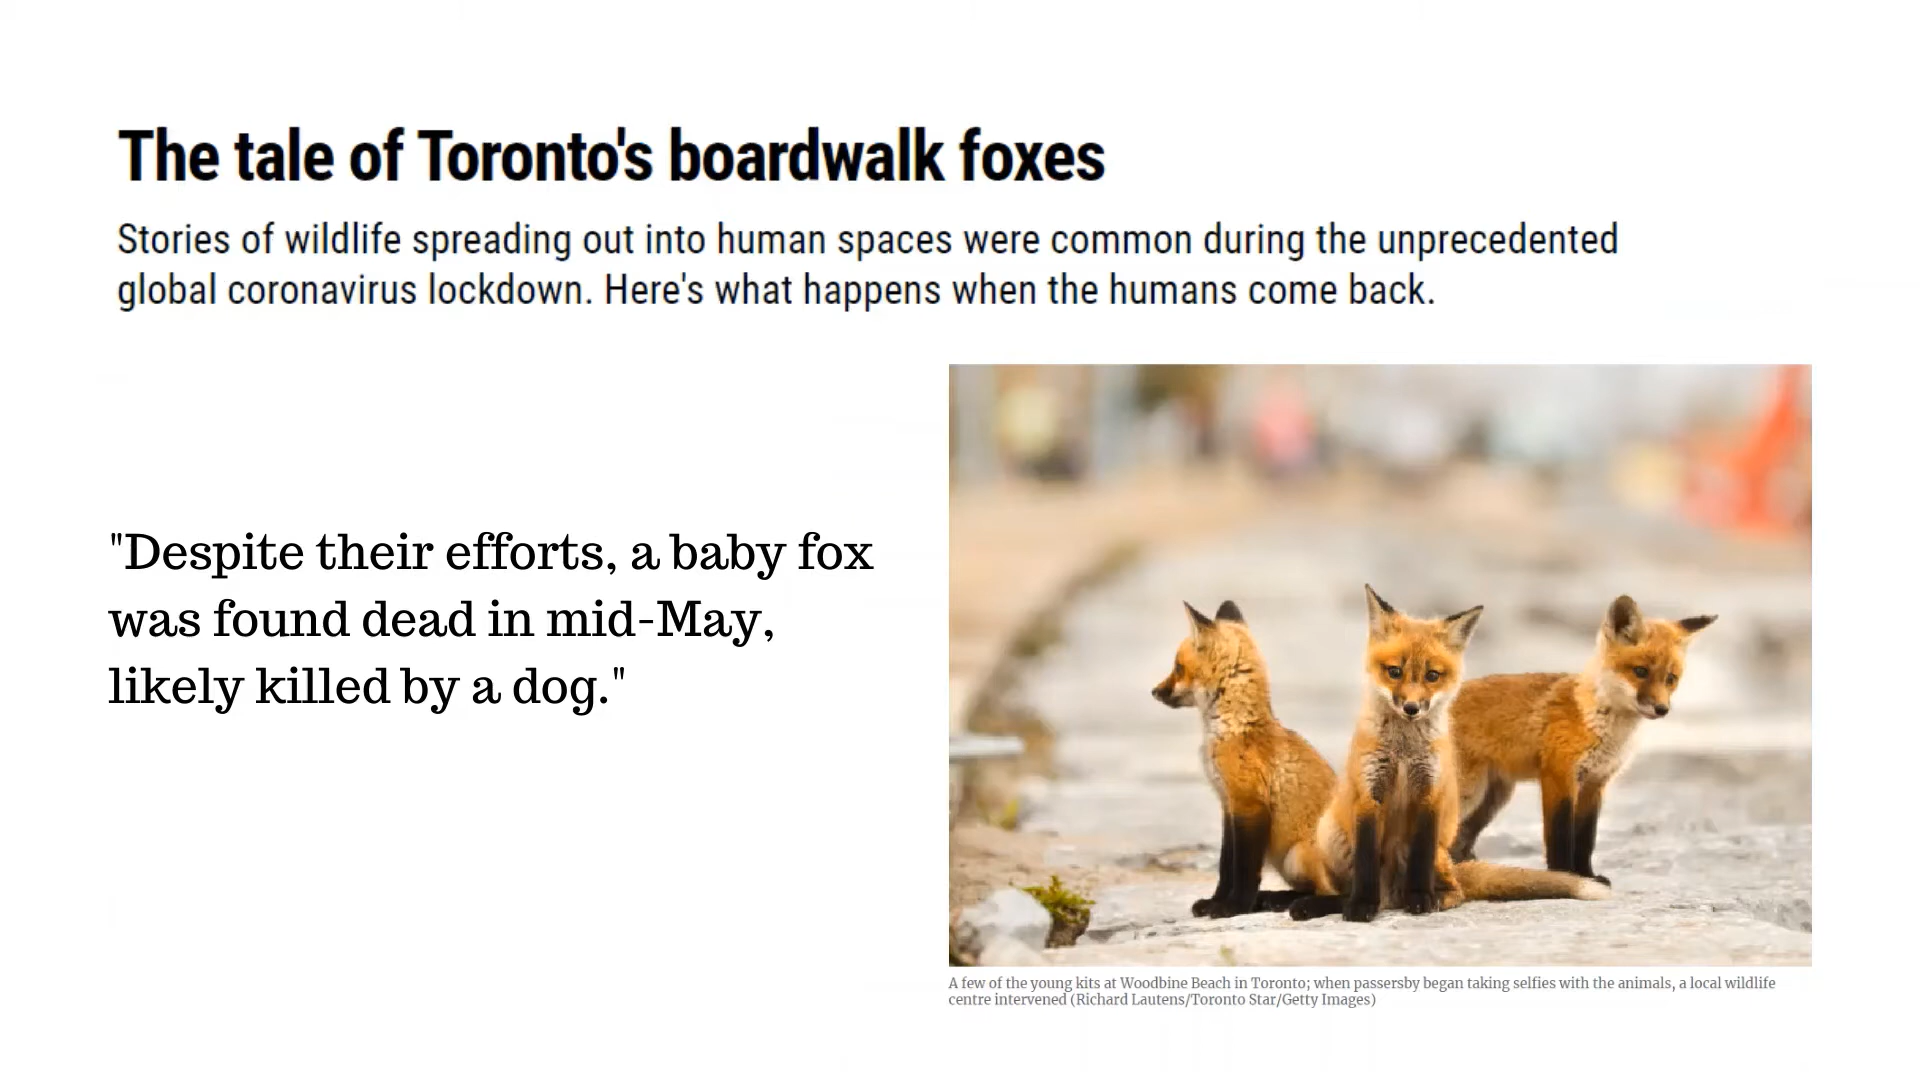 The tale of Toronto's boardwalk foxes
Stories of wildlife spreading out into human spaces were common during the unprecedented
global coronavirus lockdown. Here's what happens when the humans come back.
"Despite their efforts, a baby fox
was found dead in mid-May,
likely killed by a dog."
A few of the young kits at Woodbine Beach in Toronto; when passersby began taking selfies with the animals, a local wildlife
centre intervened (Richard Lautens/Toronto Star/Getty Images)